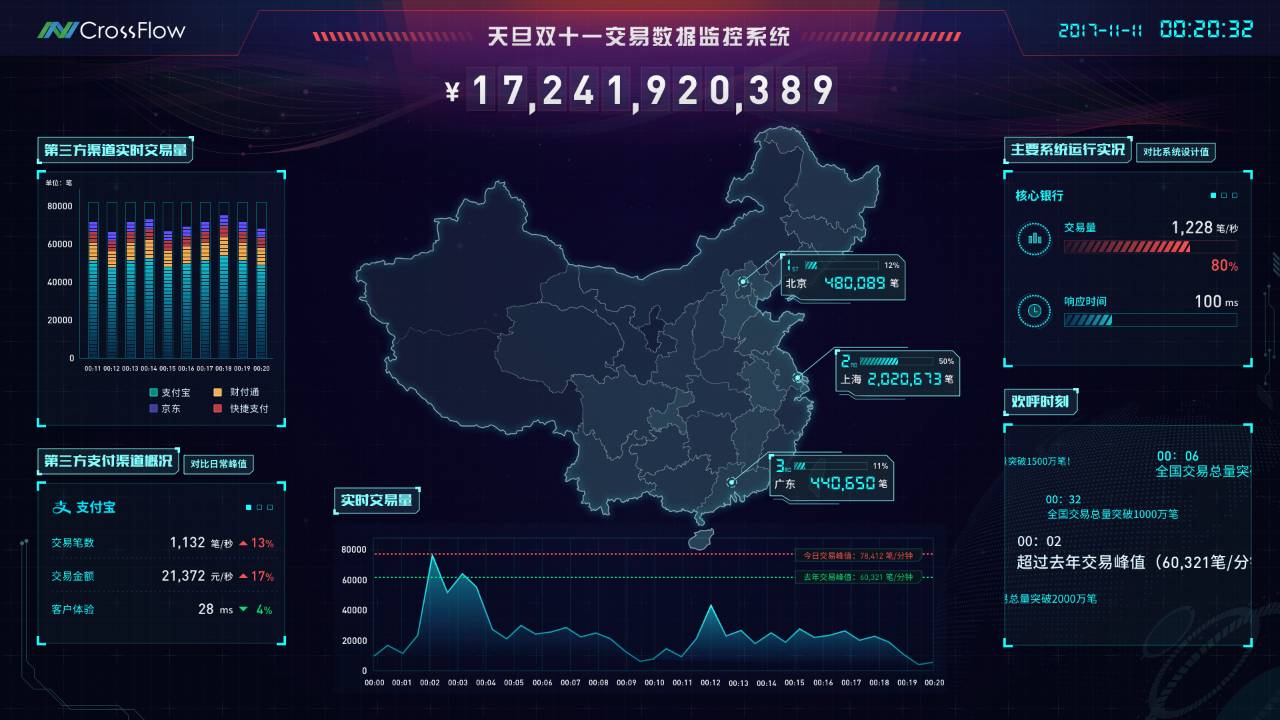 CrossFlow
天旦双十一交易数据监控系统
2017-11-11 00:20:32
¥ 17,241,920,389
第三方渠道实时交易量
单位：笔
80000
60000
40000
20000
0
00:11 00:12 00:13 00:14 00:15 00:16 00:17 00:18 00:19 00:20
支付宝 财付通
京东 快捷支付
第三方支付渠道概况 对比日常峰值
支付宝
交易笔数 1,132 笔/秒 13%
交易金额 21,372 元/秒 17%
客户体验 28 ms 4%
1ST 12%
北京 480,089 笔
2ND 50%
上海 2,020,673 笔
3RD 11%
广东 440,650 笔
实时交易量
80000
60000
40000
20000
0
今日交易峰值：78,412 笔/分钟
去年交易峰值：60,321 笔/分钟
00:00 00:01 00:02 00:03 00:04 00:05 00:06 00:07 00:08 00:09 00:10 00:11 00:12 00:13 00:14 00:15 00:16 00:17 00:18 00:19 00:20
主要系统运行实况 对比系统设计值
核心银行
交易量 1,228 笔/秒
80%
响应时间 100 ms
欢呼时刻
突破1500万笔！
00：06
全国交易总量突
00：32
全国交易总量突破1000万笔
00：02
超过去年交易峰值（60,321笔/分
总量突破2000万笔